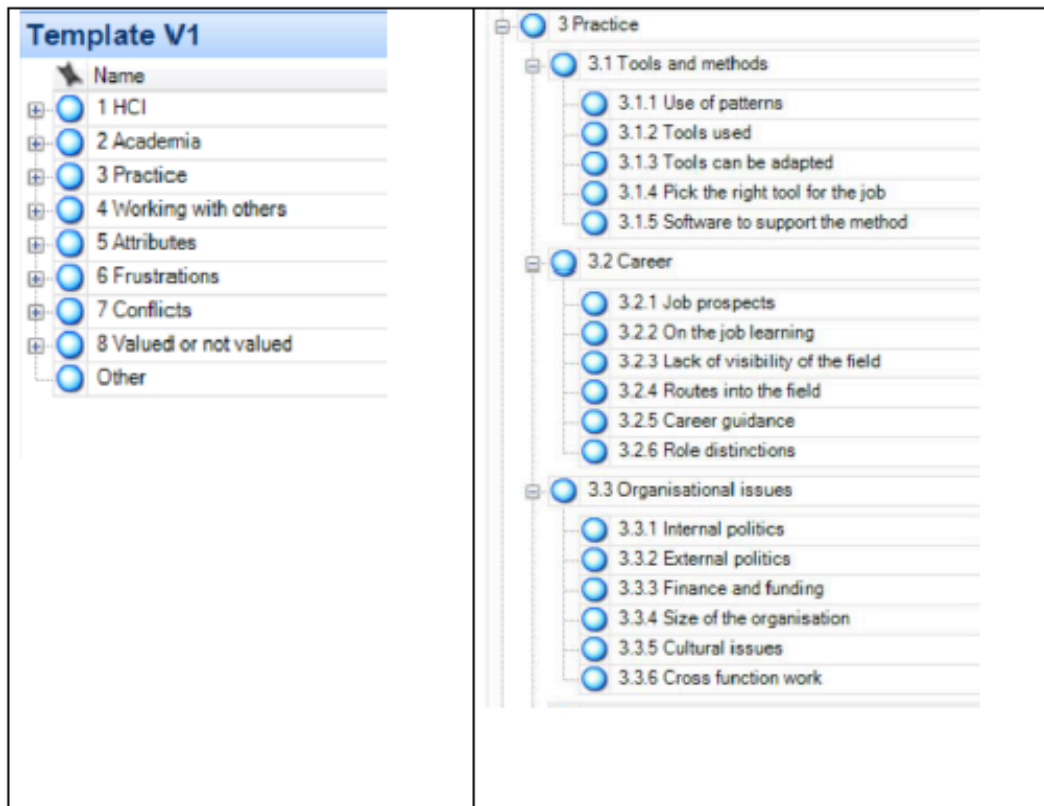 Template V1
Name
1 HCI
2 Academia
3 Practice
4 Working with others
5 Attributes
6 Frustrations
7 Conflicts
8 Valued or not valued
Other
3 Practice
3.1 Tools and methods
3.1.1 Use of patterns
3.1.2 Tools used
3.1.3 Tools can be adapted
3.1.4 Pick the right tool for the job
3.1.5 Software to support the method
3.2 Career
3.2.1 Job prospects
3.2.2 On the job learning
3.2.3 Lack of visibility of the field
3.2.4 Routes into the field
3.2.5 Career guidance
3.2.6 Role distinctions
3.3 Organisational issues
3.3.1 Internal politics
3.3.2 External politics
3.3.3 Finance and funding
3.3.4 Size of the organisation
3.3.5 Cultural issues
3.3.6 Cross function work